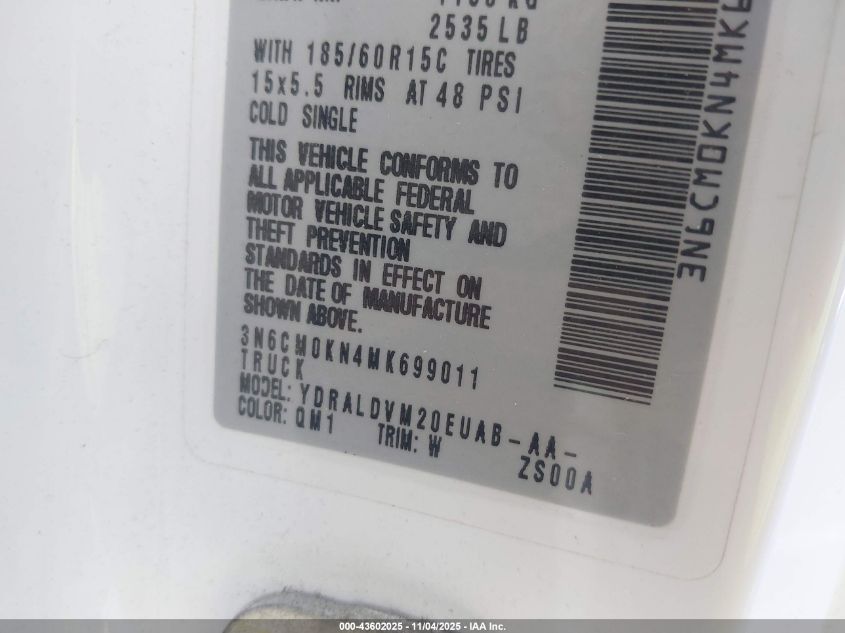 2535 LB
WITH 185/60R15C TIRES
15x5.5 RIMS AT 48 PSI
COLD SINGLE
THIS VEHICLE CONFORMS TO
ALL APPLICABLE FEDERAL
MOTOR VEHICLE SAFETY AND
THEFT PREVENTION
STANDARDS IN EFFECT ON
THE DATE OF MANUFACTURE
SHOWN ABOVE.
3N6CM0KN4MK699011
TRUCK
MODEL: YDRALDVM20EUAB-AA-
ZS00A
COLOR: QM1 TRIM: W
3N6CM0KN4MK6
000-43602025 - 11/04/2025 - IAA Inc.